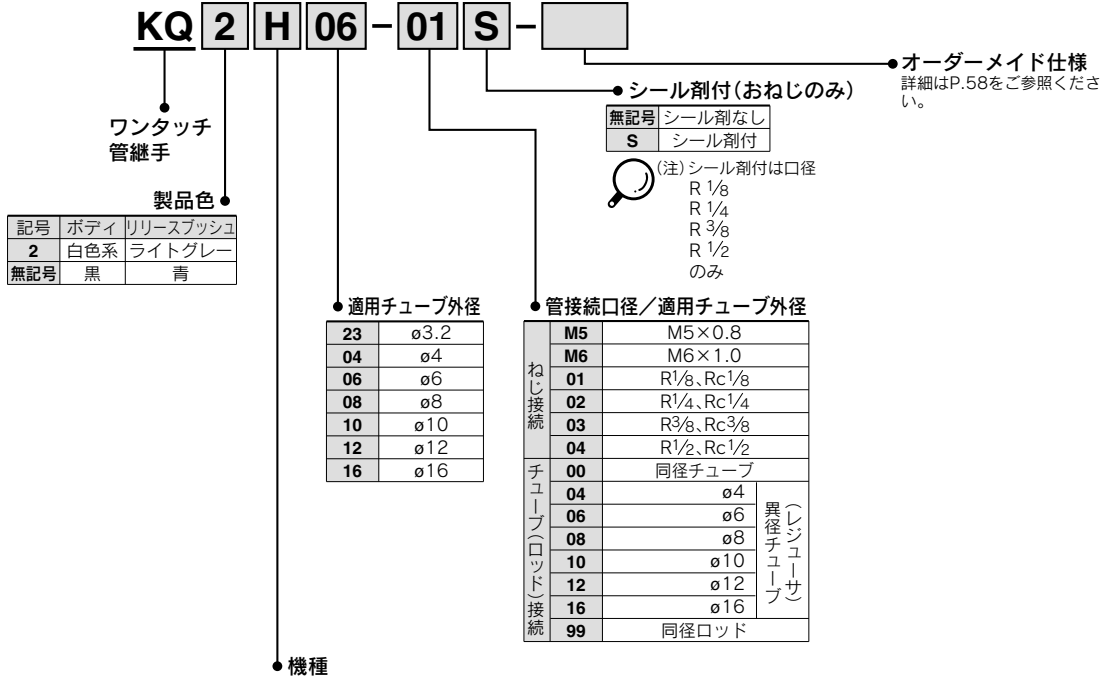 KQ 2 H 06 - 01 S -
オーダーメイド仕様
詳細はP.58をご参照くださ
い。
シール剤付(おねじのみ)
無記号 シール剤なし
S シール剤付
(注)シール剤付は口径
R 1/8
R 1/4
R 3/8
R 1/2
のみ
ワンタッチ
管継手
製品色
記号 ボディ リリースブッシュ
2 白色系 ライトグレー
無記号 黒 青
適用チューブ外径
23 ø3.2
04 ø4
06 ø6
08 ø8
10 ø10
12 ø12
16 ø16
管接続口径/適用チューブ外径
ねじ接続
M5 M5×0.8
M6 M6×1.0
01 R1/8、Rc1/8
02 R1/4、Rc1/4
03 R3/8、Rc3/8
04 R1/2、Rc1/2
チューブ(ロッド)接続
00 同径チューブ
04 ø4
06 ø6
08 ø8
10 ø10
12 ø12
16 ø16
異径チューブ
(レジューサ)
99 同径ロッド
機種